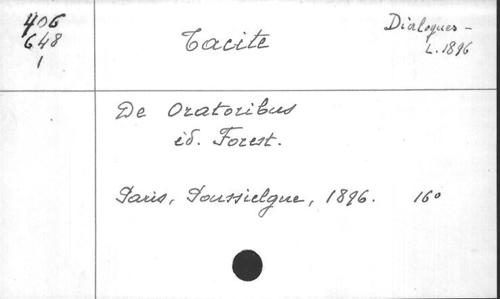 406
648
1
Tacite
Dialogues -
L. 1896
De Oratoribus
éd. Forest.
Paris, Poussielgue, 1896. 16°